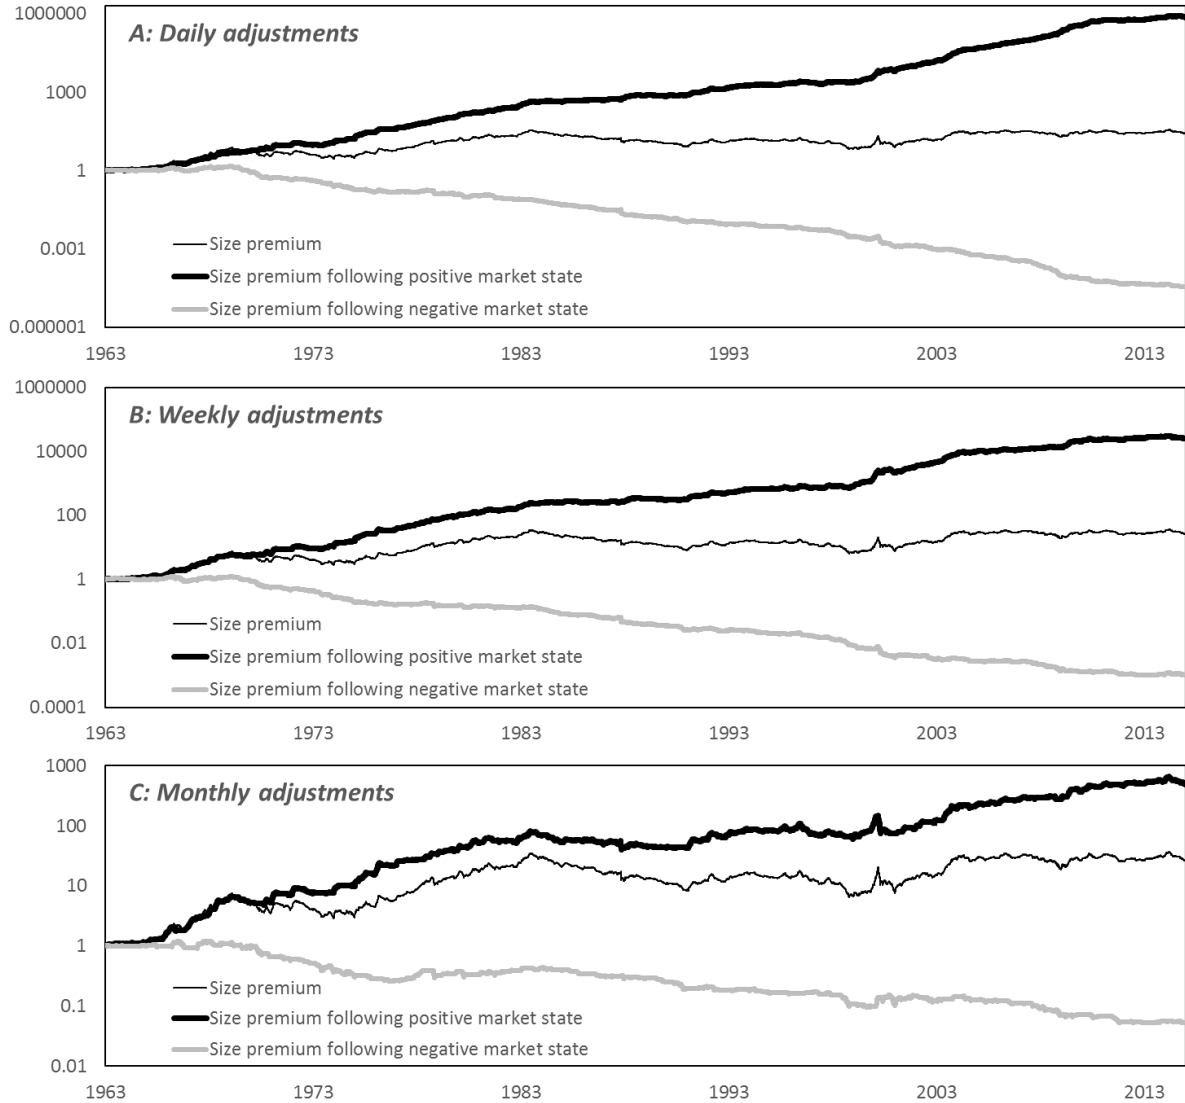 A: Daily adjustments
1000000
1000
1
0.001
0.000001
Size premium
Size premium following positive market state
Size premium following negative market state
1963 1973 1983 1993 2003 2013
B: Weekly adjustments
1000000
10000
100
1
0.01
0.0001
Size premium
Size premium following positive market state
Size premium following negative market state
1963 1973 1983 1993 2003 2013
C: Monthly adjustments
1000
100
10
1
0.1
0.01
Size premium
Size premium following positive market state
Size premium following negative market state
1963 1973 1983 1993 2003 2013